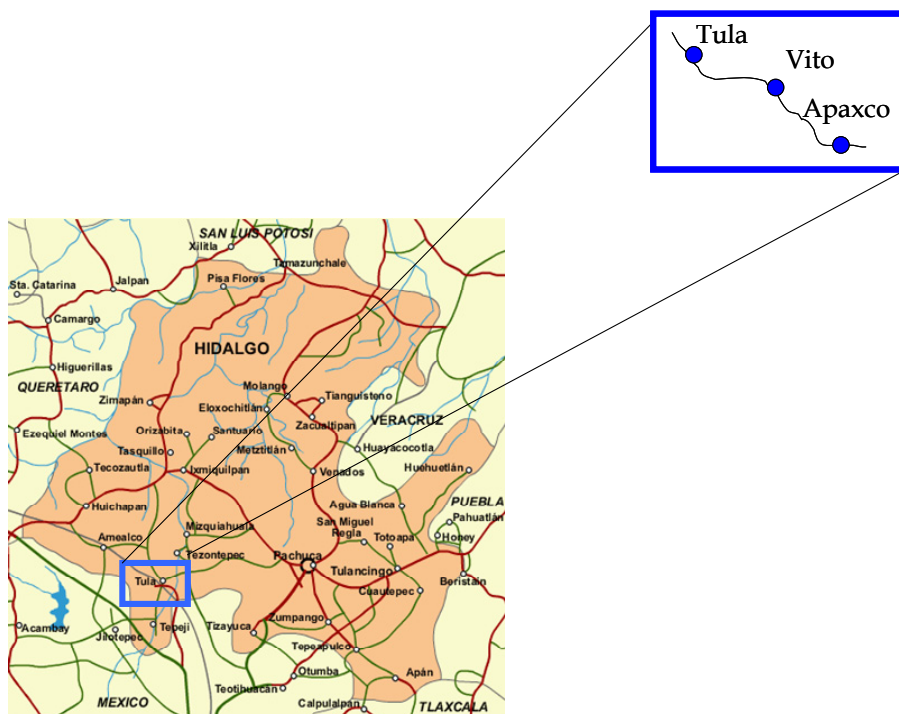 Tula
Vito
Apaxco
SAN LUIS POTOSI
Xilitla
Tamazunchale
Sta. Catarina
Jalpan
Pisa Flores
Camargo
HIDALGO
Higuerillas
QUERETARO
Molango
Zimapán
Eloxochitlán
Tianguisteno
Zacualtipan
VERACRUZ
Ezequiel Montes
Orizabita
Santuario
Tasquillo
Metztitlán
Huayacocotla
Tecozautla
Ixmiquilpan
Venados
Huehuetlán
Huichapan
Agua Blanca
PUEBLA
Pahuatlán
Mizquiahuala
San Miguel
Regla
Totoapa
Honey
Amealco
Tezontepec
Pachuca
Tulancingo
Beristain
Tula
Cuautepec
Acambay
Jilotepec
Tepeji
Tizayuca
Zumpango
Tepeapulco
Otumba
Apán
Teotihuacán
MEXICO
Calpulalpan
TLAXCALA